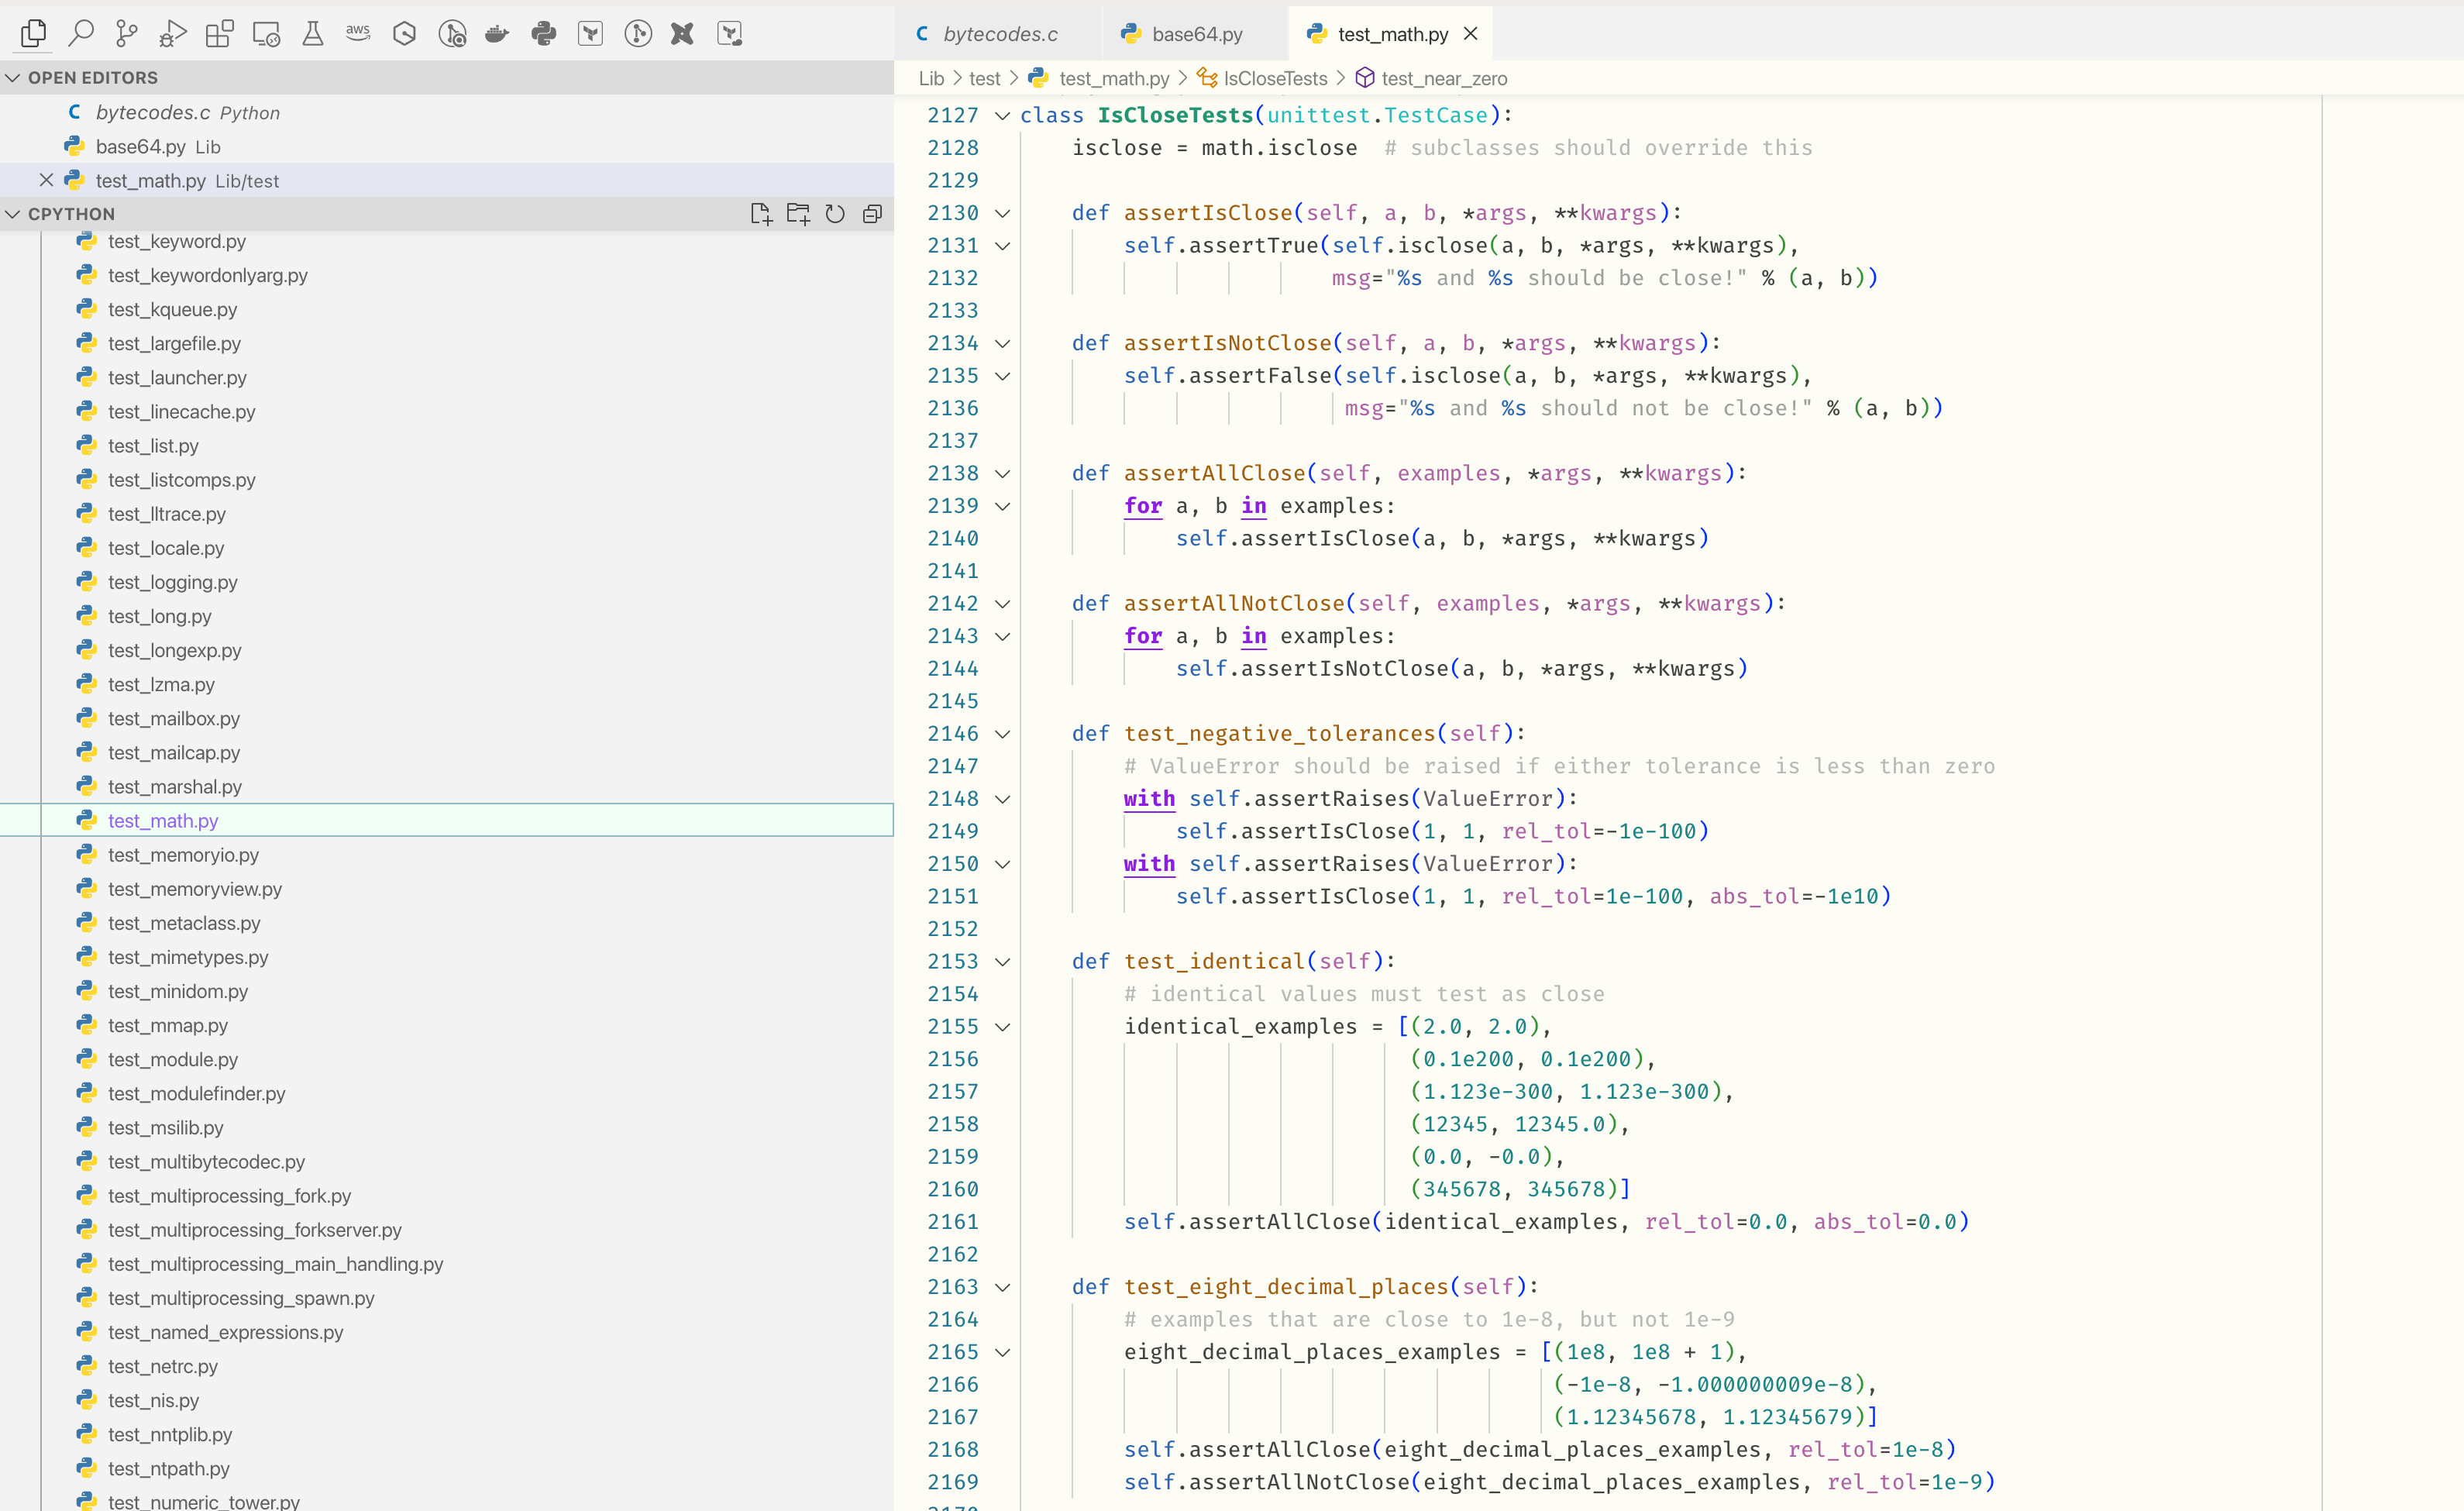 aws
OPEN EDITORS
C bytecodes.c Python
base64.py Lib
test_math.py Lib/test
CPYTHON
test_keyword.py
test_keywordonlyarg.py
test_kqueue.py
test_largefile.py
test_launcher.py
test_linecache.py
test_list.py
test_listcomps.py
test_lltrace.py
test_locale.py
test_logging.py
test_long.py
test_longexp.py
test_lzma.py
test_mailbox.py
test_mailcap.py
test_marshal.py
test_math.py
test_memoryio.py
test_memoryview.py
test_metaclass.py
test_mimetypes.py
test_minidom.py
test_mmap.py
test_module.py
test_modulefinder.py
test_msilib.py
test_multibytecodec.py
test_multiprocessing_fork.py
test_multiprocessing_forkserver.py
test_multiprocessing_main_handling.py
test_multiprocessing_spawn.py
test_named_expressions.py
test_netrc.py
test_nis.py
test_nntplib.py
test_ntpath.py
test_numeric_tower.py
C bytecodes.c base64.py test_math.py
Lib > test > test_math.py > IsCloseTests > test_near_zero
2127 class IsCloseTests(unittest.TestCase):
2128     isclose = math.isclose  # subclasses should override this
2129
2130     def assertIsClose(self, a, b, *args, **kwargs):
2131         self.assertTrue(self.isclose(a, b, *args, **kwargs),
2132                         msg="%s and %s should be close!" % (a, b))
2133
2134     def assertIsNotClose(self, a, b, *args, **kwargs):
2135         self.assertFalse(self.isclose(a, b, *args, **kwargs),
2136                          msg="%s and %s should not be close!" % (a, b))
2137
2138     def assertAllClose(self, examples, *args, **kwargs):
2139         for a, b in examples:
2140             self.assertIsClose(a, b, *args, **kwargs)
2141
2142     def assertAllNotClose(self, examples, *args, **kwargs):
2143         for a, b in examples:
2144             self.assertIsNotClose(a, b, *args, **kwargs)
2145
2146     def test_negative_tolerances(self):
2147         # ValueError should be raised if either tolerance is less than zero
2148         with self.assertRaises(ValueError):
2149             self.assertIsClose(1, 1, rel_tol=-1e-100)
2150         with self.assertRaises(ValueError):
2151             self.assertIsClose(1, 1, rel_tol=1e-100, abs_tol=-1e10)
2152
2153     def test_identical(self):
2154         # identical values must test as close
2155         identical_examples = [(2.0, 2.0),
2156                               (0.1e200, 0.1e200),
2157                               (1.123e-300, 1.123e-300),
2158                               (12345, 12345.0),
2159                               (0.0, -0.0),
2160                               (345678, 345678)]
2161         self.assertAllClose(identical_examples, rel_tol=0.0, abs_tol=0.0)
2162
2163     def test_eight_decimal_places(self):
2164         # examples that are close to 1e-8, but not 1e-9
2165         eight_decimal_places_examples = [(1e8, 1e8 + 1),
2166                                          (-1e-8, -1.000000009e-8),
2167                                          (1.12345678, 1.12345679)]
2168         self.assertAllClose(eight_decimal_places_examples, rel_tol=1e-8)
2169         self.assertAllNotClose(eight_decimal_places_examples, rel_tol=1e-9)